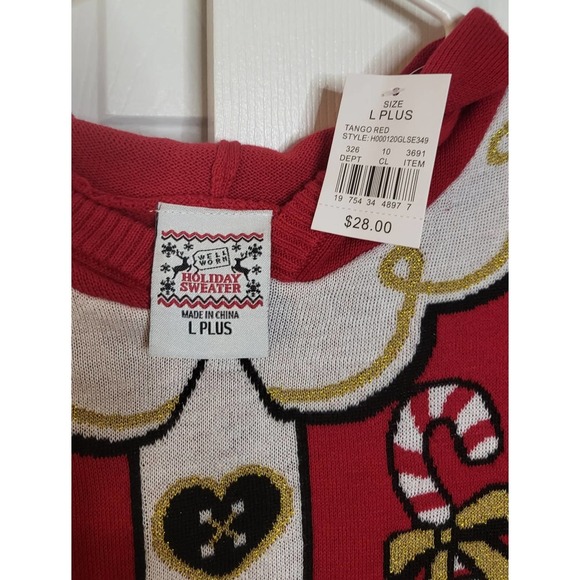 SIZE
L PLUS
TANGO RED
STYLE: H000120GLSE349
326 10 3691
DEPT CL ITEM
19 754 34 4897 7
$28.00
WELL
WORN
HOLIDAY
SWEATER
MADE IN CHINA
L PLUS